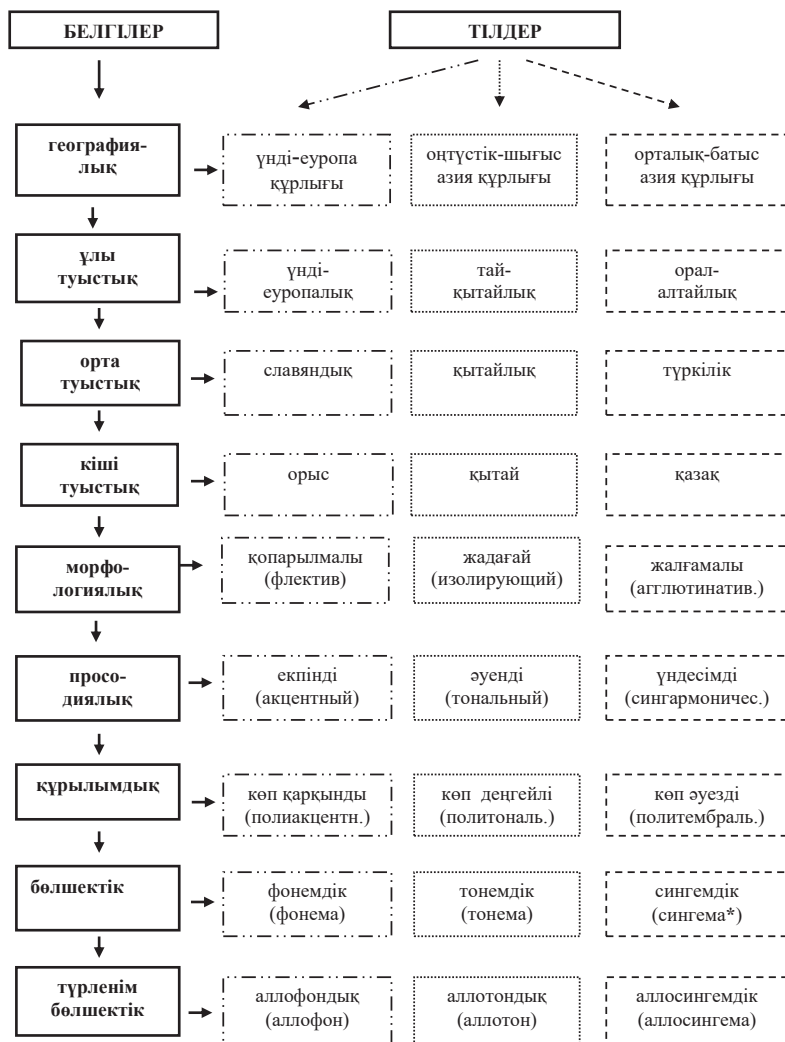 БЕЛГІЛЕР
ТІЛДЕР
география-
лық
үнді-еуропа
құрлығы
оңтүстік-шығыс
азия құрлығы
орталық-батыс
азия құрлығы
ұлы
туыстық
үнді-
еуропалық
тай-
қытайлық
орал-
алтайлық
орта
туыстық
славяндық
қытайлық
түркілік
кіші
туыстық
орыс
қытай
қазақ
морфо-
логиялық
қопарылмалы
(флектив)
жадағай
(изолирующий)
жалғамалы
(агглютинатив.)
просо-
диялық
екпінді
(акцентный)
әуенді
(тональный)
үндесімді
(сингармоничес.)
құрылымдық
көп қарқынды
(полиакцентн.)
көп деңгейлі
(политональ.)
көп әуезді
(политембраль.)
бөлшектік
фонемдік
(фонема)
тонемдік
(тонема)
сингемдік
(сингема*)
түрленім
бөлшектік
аллофондық
(аллофон)
аллотондық
(аллотон)
аллосингемдік
(аллосингема)